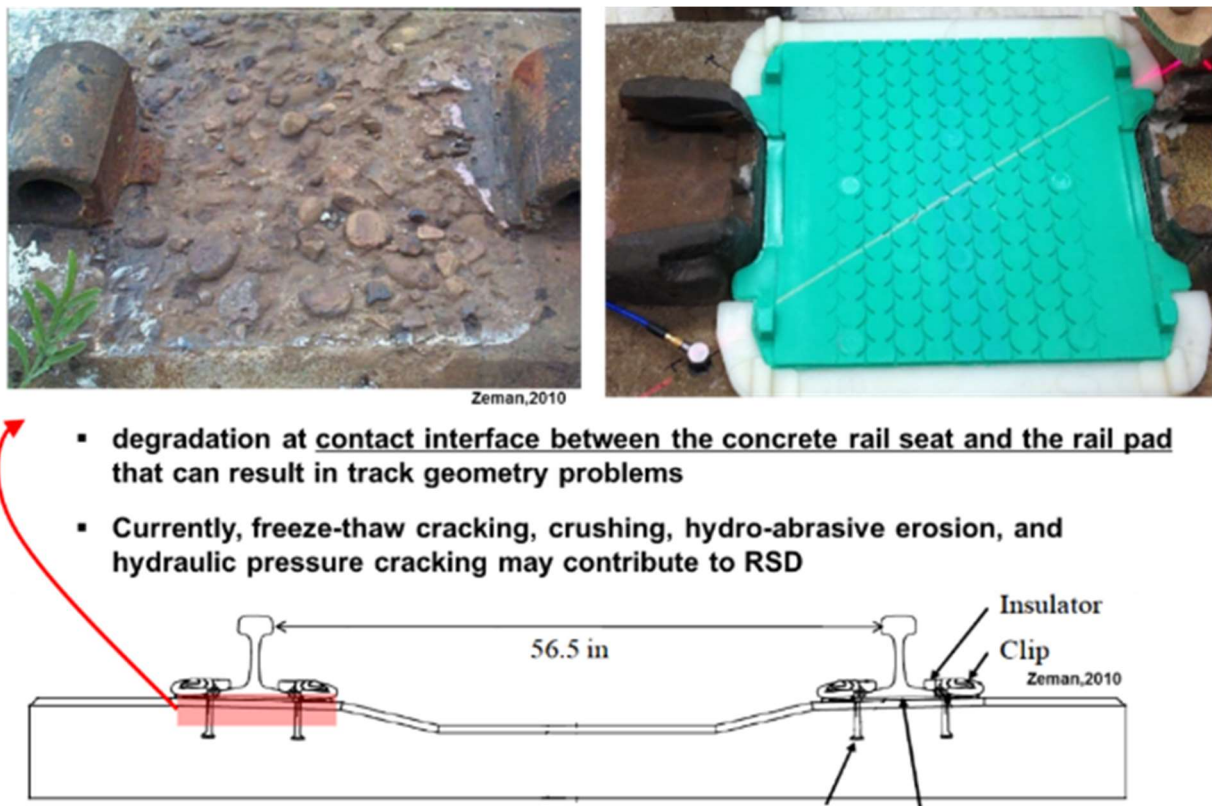 Zeman,2010
▪ degradation at contact interface between the concrete rail seat and the rail pad
that can result in track geometry problems
▪ Currently, freeze-thaw cracking, crushing, hydro-abrasive erosion, and
hydraulic pressure cracking may contribute to RSD
Insulator
56.5 in
Clip
Zeman,2010